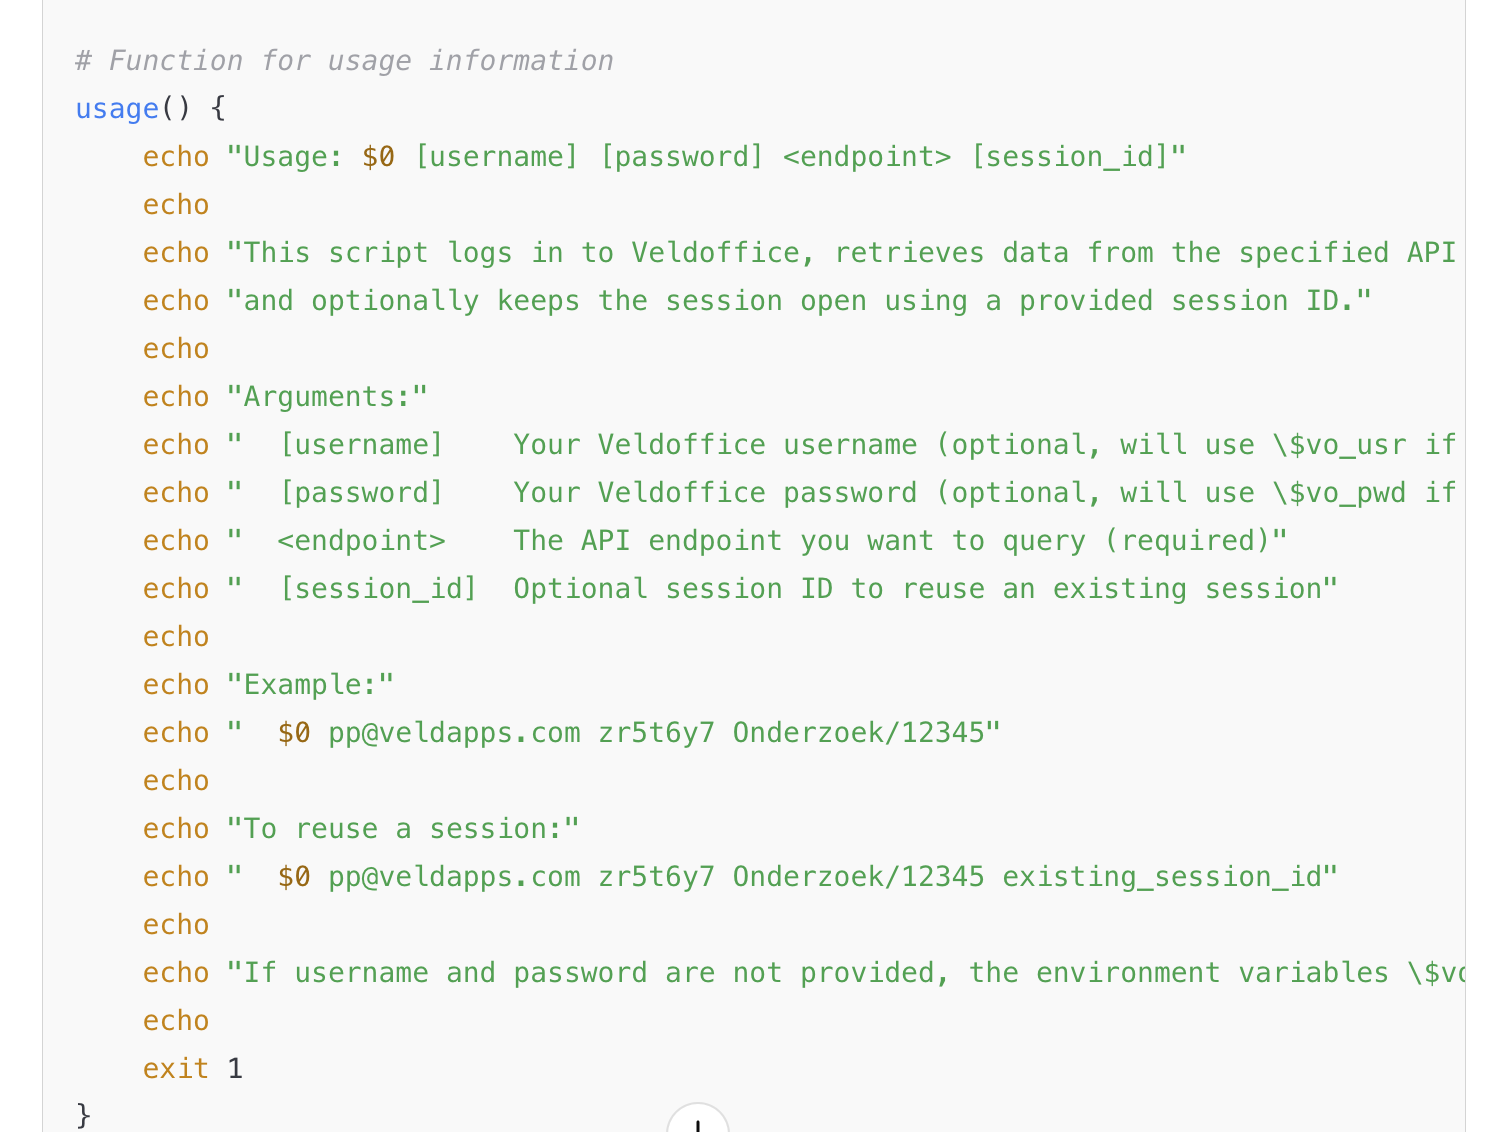 # Function for usage information
usage() {
    echo "Usage: $0 [username] [password] <endpoint> [session_id]"
    echo
    echo "This script logs in to Veldoffice, retrieves data from the specified API
    echo "and optionally keeps the session open using a provided session ID."
    echo
    echo "Arguments:"
    echo "  [username]    Your Veldoffice username (optional, will use \$vo_usr if
    echo "  [password]    Your Veldoffice password (optional, will use \$vo_pwd if
    echo "  <endpoint>    The API endpoint you want to query (required)"
    echo "  [session_id]  Optional session ID to reuse an existing session"
    echo
    echo "Example:"
    echo "  $0 pp@veldapps.com zr5t6y7 Onderzoek/12345"
    echo
    echo "To reuse a session:"
    echo "  $0 pp@veldapps.com zr5t6y7 Onderzoek/12345 existing_session_id"
    echo
    echo "If username and password are not provided, the environment variables
    echo
    exit 1
}